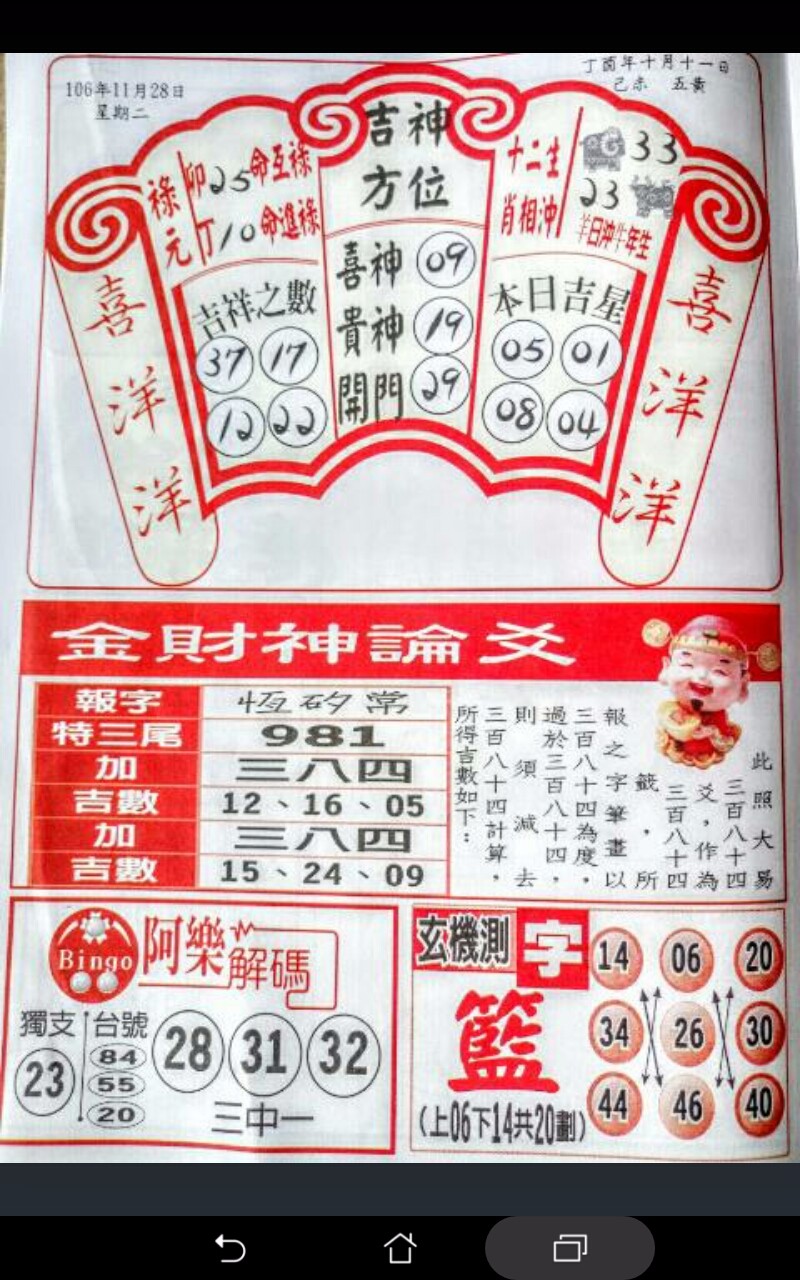 106年11月28日
星期二
丁酉年十月十一日
己未 五黃
吉神
方位
喜神 09
貴神 19
開門 29
祿元
卯25命互祿
丁10命進祿
吉祥之數
37 17
12 22
十二生
肖相沖
33
23
羊日沖牛年生
本日吉星
05 01
08 04
喜洋洋
喜洋洋
金財神論爻
報字 恆矽常
特三尾 981
加 三八四
吉數 12、16、05
加 三八四
吉數 15、24、09
此照大易
三百八十四
爻，作為
三百八十四
籤，所
報之字筆畫以
三百八十四為度，
過於三百八十四，
則須減去
三百八十四計算，
所得吉數如下：
Bingo
阿樂解碼
獨支
23
台號
84
55
20
28 31 32
三中一
玄機測字
籃
(上06下14共20劃)
14 06 20
34 26 30
44 46 40